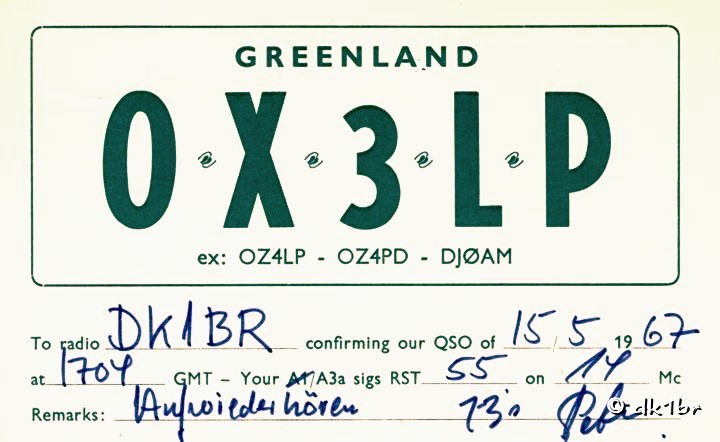 GREENLAND
OX3LP
ex: OZ4LP - OZ4PD - DJØAM
To radio DK1BR confirming our QSO of 15/5 1967
at 1704 GMT – Your A1/A3a sigs RST 55 on 14 Mc
Remarks: Aufwiederhören 73's Peter
© dk1br